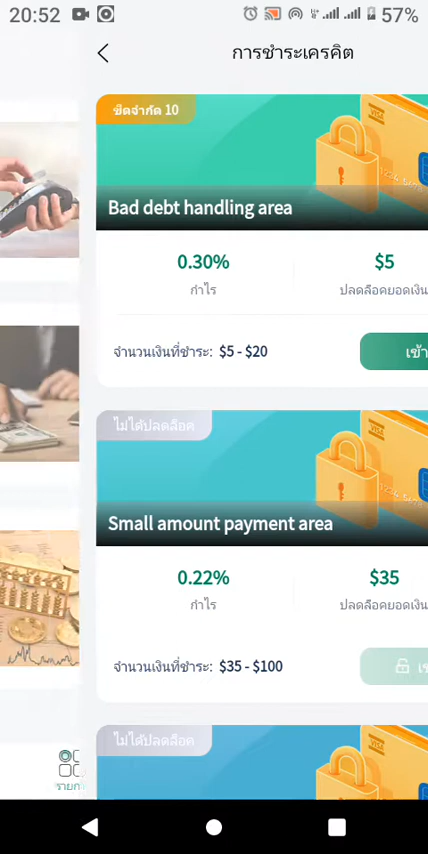 20:52
57%
การชำระเครดิต
ขีดจำกัด 10
Bad debt handling area
0.30%
$5
กำไร
ปลดล็อคยอดเงิน
จำนวนเงินที่ชำระ: $5 - $20
เข้า
ไม่ได้ปลดล็อค
VISA
Small amount payment area
0.22%
$35
กำไร
ปลดล็อคยอดเงิน
จำนวนเงินที่ชำระ: $35 - $100
ไม่ได้ปลดล็อค